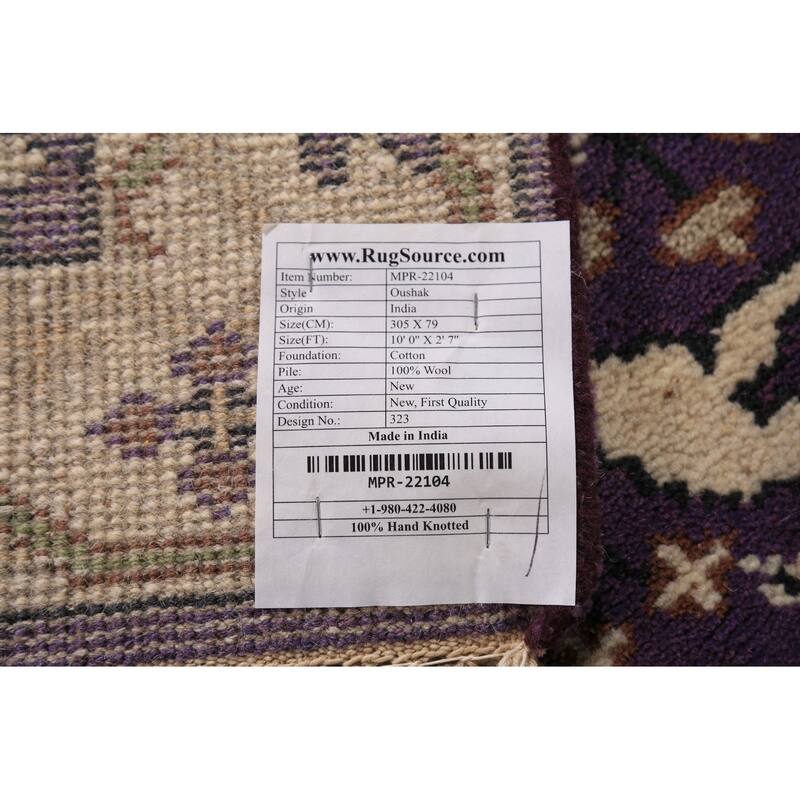 www.RugSource.com
Item Number: MPR-22104
Style Oushak
Origin India
Size(CM): 305 X 79
Size(FT): 10' 0" X 2' 7"
Foundation: Cotton
Pile: 100% Wool
Age: New
Condition: New, First Quality
Design No.: 323
Made in India
MPR-22104
+1-980-422-4080
100% Hand Knotted